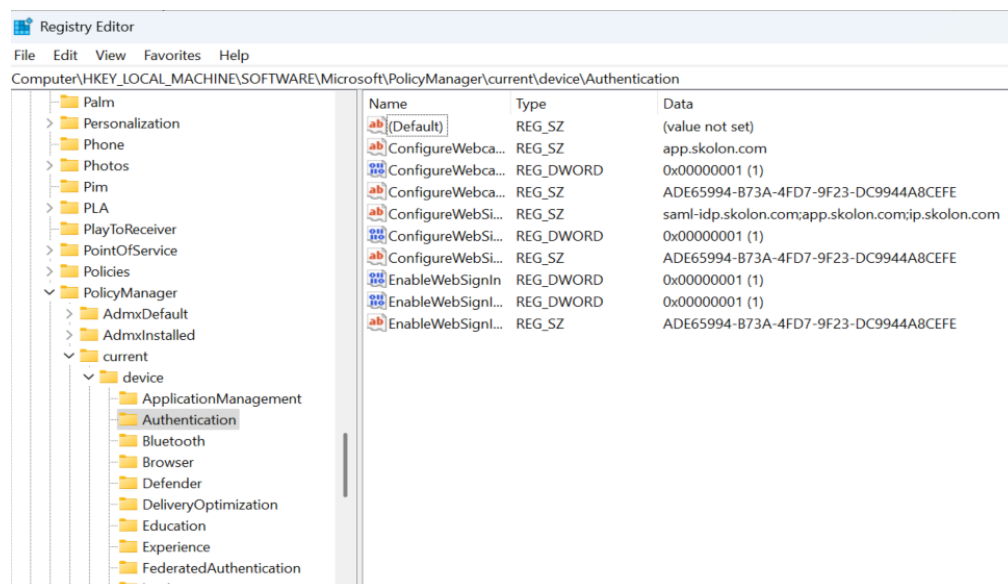 Registry Editor
File Edit View Favorites Help
Computer\HKEY_LOCAL_MACHINE\SOFTWARE\Microsoft\PolicyManager\current\device\Authentication
Palm
Personalization
Phone
Photos
Pim
PLA
PlayToReceiver
PointOfService
Policies
PolicyManager
AdmxDefault
AdmxInstalled
current
device
ApplicationManagement
Authentication
Bluetooth
Browser
Defender
DeliveryOptimization
Education
Experience
FederatedAuthentication
Name Type Data
(Default) REG_SZ (value not set)
ConfigureWebca... REG_SZ app.skolon.com
ConfigureWebca... REG_DWORD 0x00000001 (1)
ConfigureWebca... REG_SZ ADE65994-B73A-4FD7-9F23-DC9944A8CEFE
ConfigureWebSi... REG_SZ saml-idp.skolon.com;app.skolon.com;ip.skolon.com
ConfigureWebSi... REG_DWORD 0x00000001 (1)
ConfigureWebSi... REG_SZ ADE65994-B73A-4FD7-9F23-DC9944A8CEFE
EnableWebSignIn REG_DWORD 0x00000001 (1)
EnableWebSignI... REG_DWORD 0x00000001 (1)
EnableWebSignI... REG_SZ ADE65994-B73A-4FD7-9F23-DC9944A8CEFE